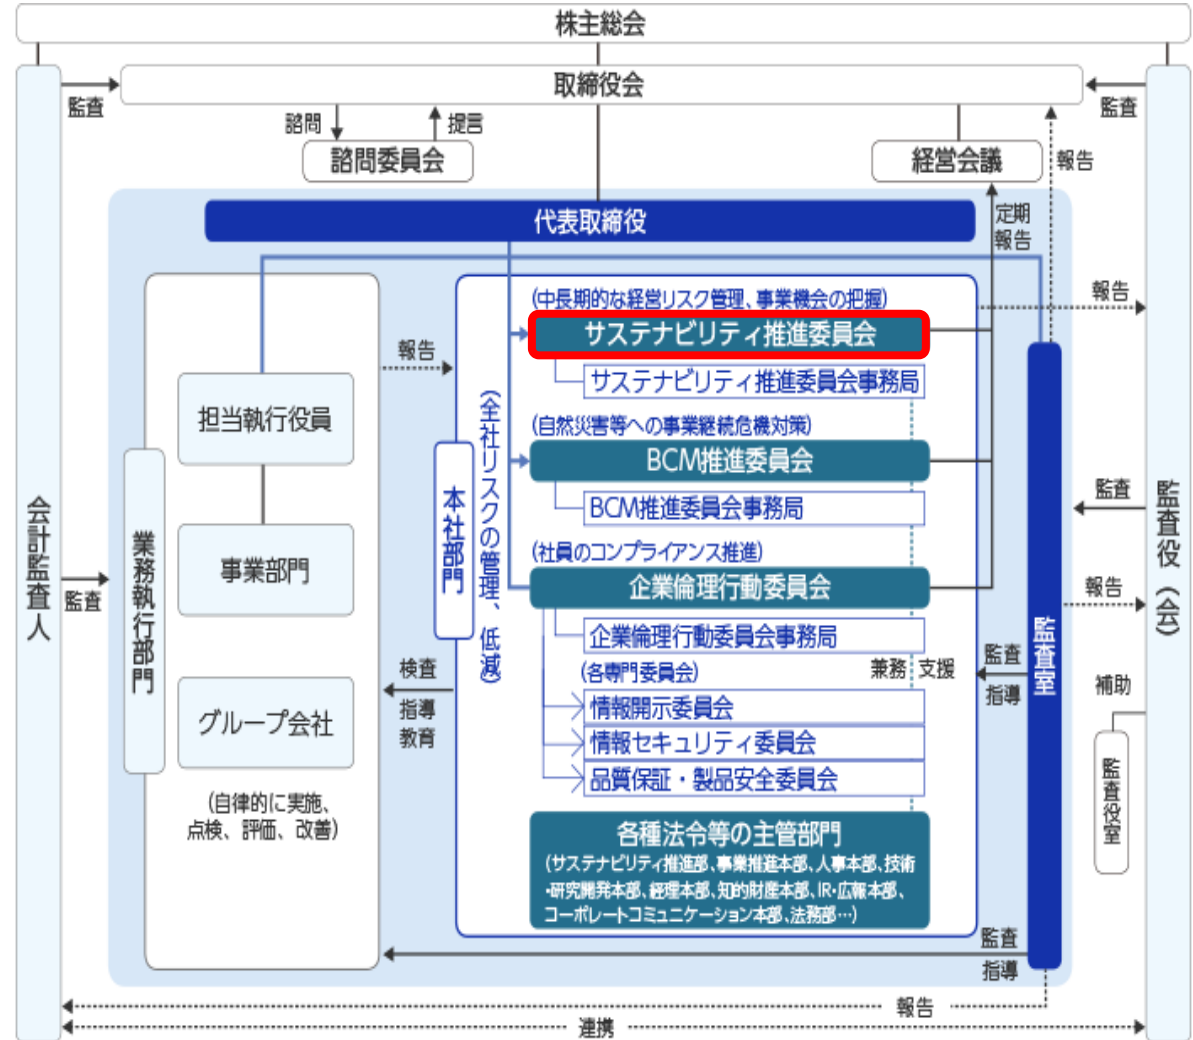 株主総会
取締役会
監査
監査
諮問
提言
諮問委員会
経営会議
報告
代表取締役
定期
報告
(中長期的な経営リスク管理、事業機会の把握)
報告
サステナビリティ推進委員会
報告
サステナビリティ推進委員会事務局
担当執行役員
(全社リスクの管理、低減)
(自然災害等への事業継続危機対策)
BCM推進委員会
本社部門
BCM推進委員会事務局
監査
会計監査人
監査役(会)
業務執行部門
事業部門
(社員のコンプライアンス推進)
企業倫理行動委員会
監査
報告
企業倫理行動委員会事務局
監査室
兼務
支援
監査
指導
検査
指導
教育
(各専門委員会)
情報開示委員会
情報セキュリティ委員会
品質保証・製品安全委員会
補助
監査役室
グループ会社
(自律的に実施、
点検、評価、改善)
各種法令等の主管部門
(サステナビリティ推進部、事業推進本部、人事本部、技術
・研究開発本部、経理本部、知的財産本部、IR・広報本部、
コーポレートコミュニケーション本部、法務部…)
監査
指導
報告
連携